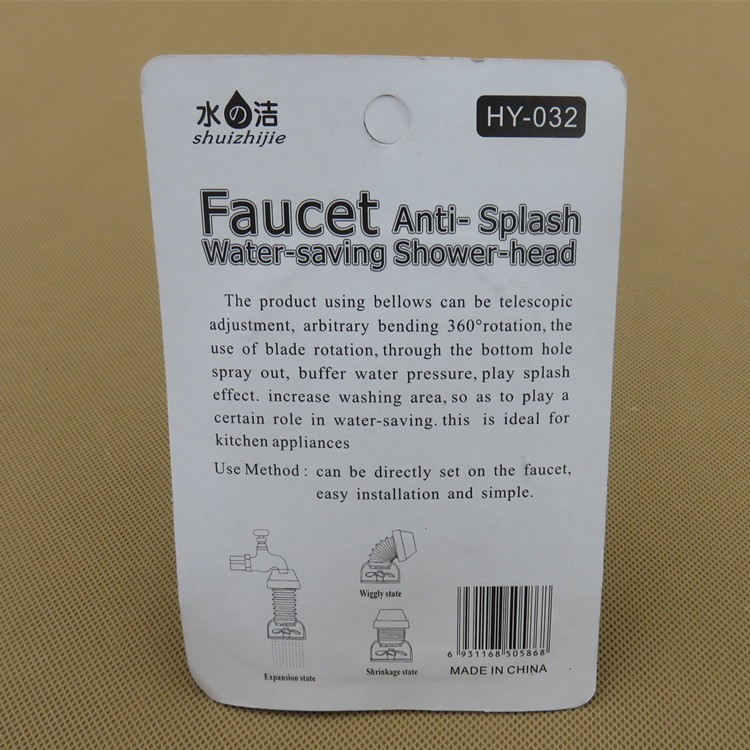 水の洁
shuizhijie
HY-032
Faucet Anti- Splash
Water-saving Shower-head
The product using bellows can be telescopic
adjustment, arbitrary bending 360°rotation, the
use of blade rotation, through the bottom hole
spray out, buffer water pressure, play splash
effect. increase washing area, so as to play a
certain role in water-saving. this is ideal for
kitchen appliances
Use Method : can be directly set on the faucet,
easy installation and simple.
Wiggly state
Expansion state
Shrinkage state
6 931168 505868
MADE IN CHINA